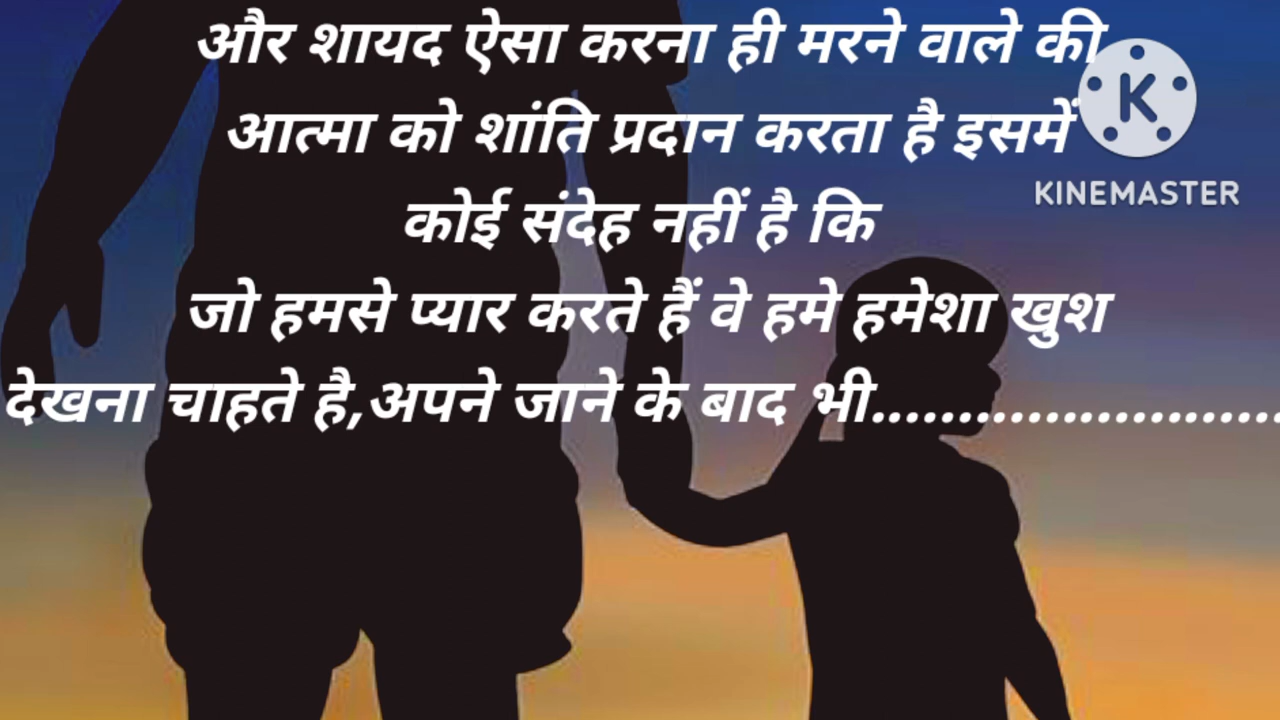 और शायद ऐसा करना ही मरने वाले की
आत्मा को शांति प्रदान करता है इसमें
कोई संदेह नहीं है कि
जो हमसे प्यार करते हैं वे हमे हमेशा खुश
देखना चाहते है,अपने जाने के बाद भी........................
K
KINEMASTER